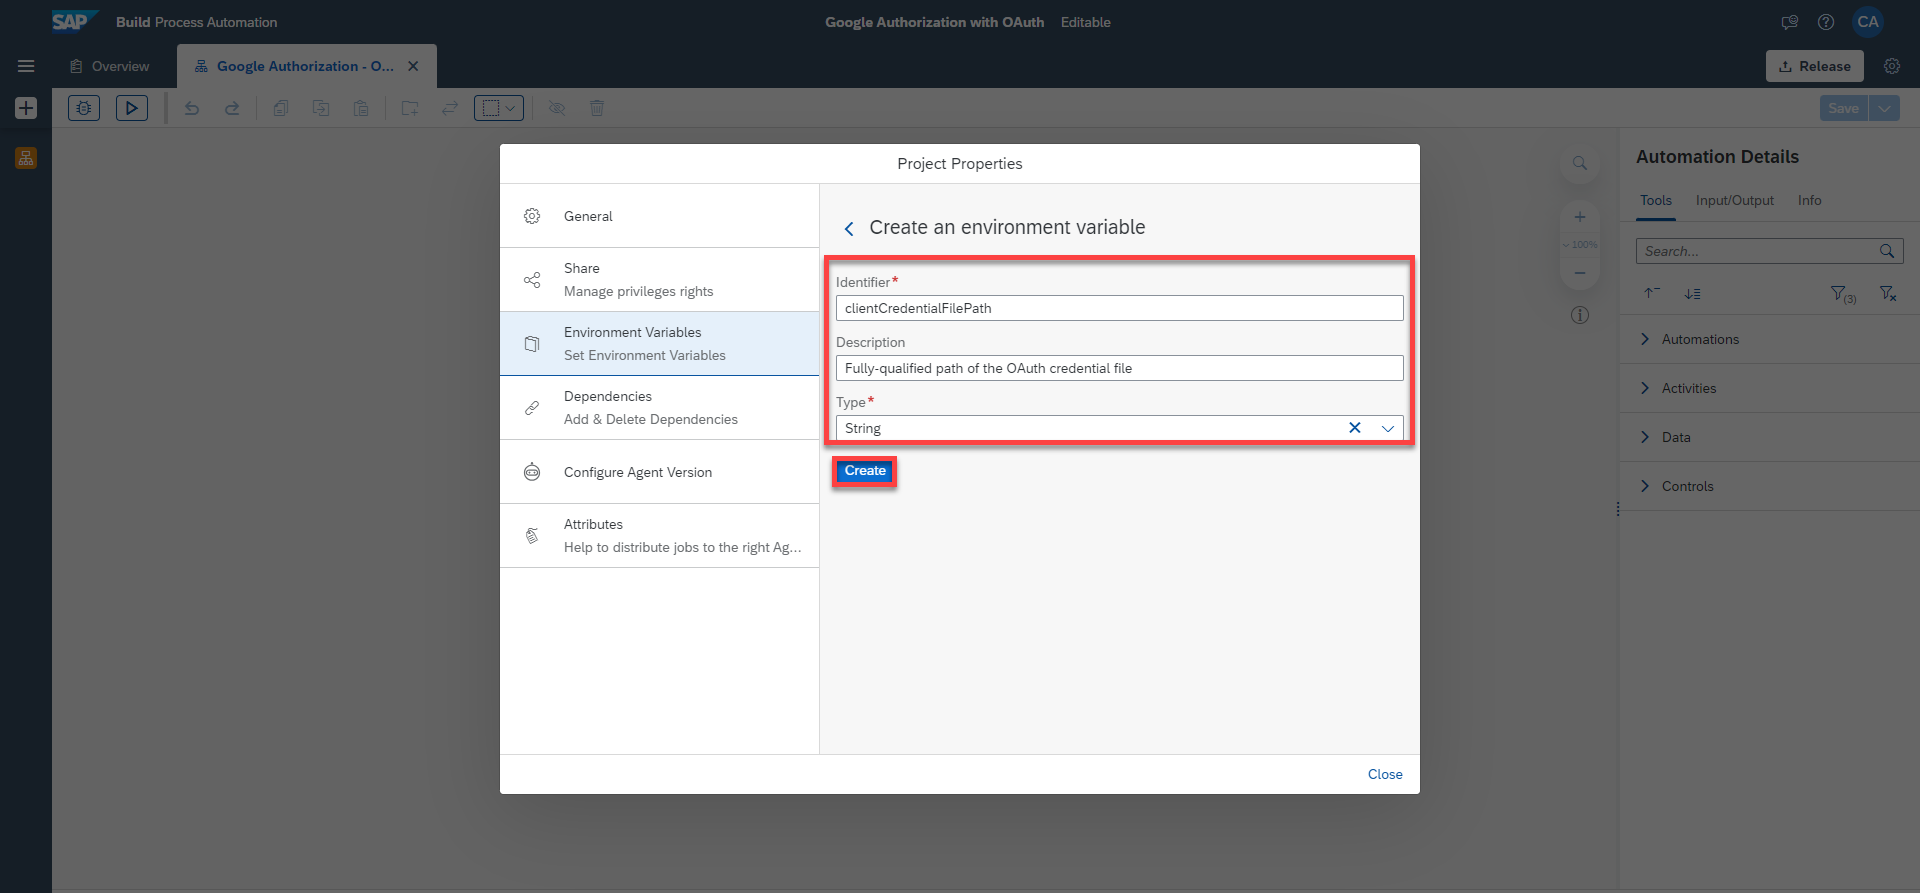 SAP Build Process Automation
Google Authorization with OAuth Editable
CA
Overview
Google Authorization - O...
Release
Save
Project Properties
General
Share
Manage privileges rights
Environment Variables
Set Environment Variables
Dependencies
Add & Delete Dependencies
Configure Agent Version
Attributes
Help to distribute jobs to the right Ag...
Create an environment variable
Identifier*
clientCredentialFilePath
Description
Fully-qualified path of the OAuth credential file
Type*
String
Create
Close
100%
Automation Details
Tools Input/Output Info
Search...
(3)
Automations
Activities
Data
Controls